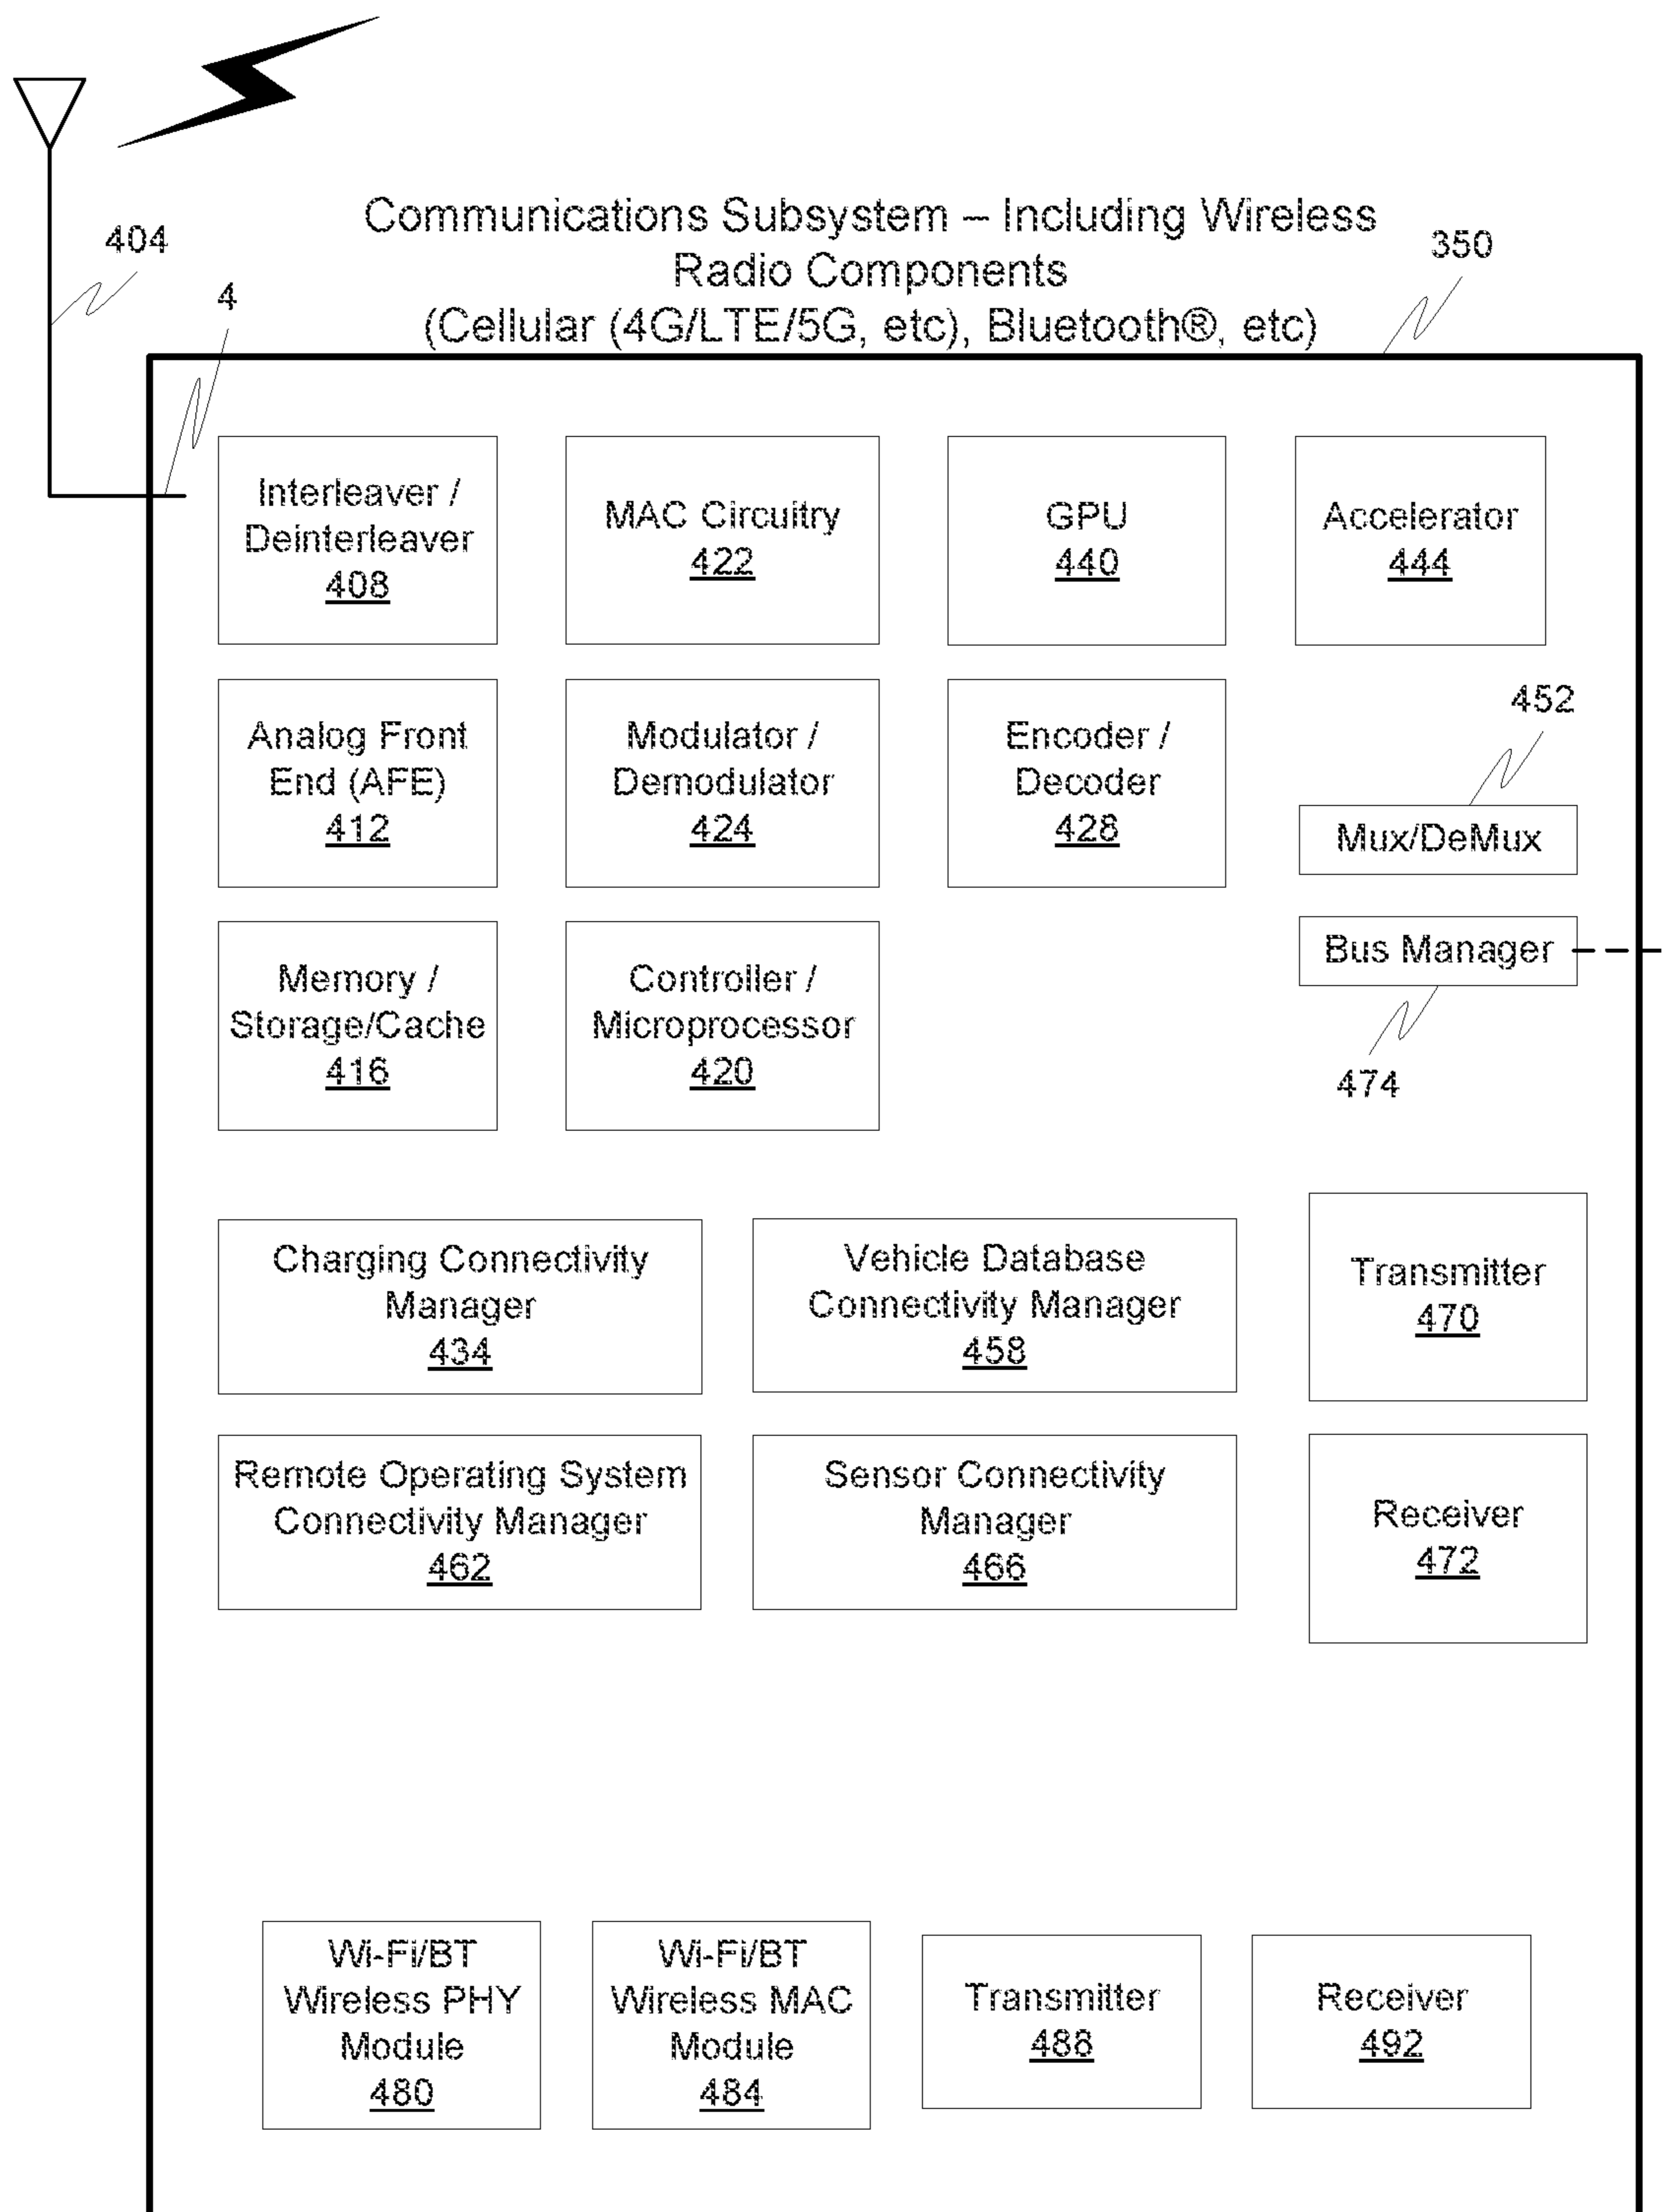 404
4
Communications Subsystem – Including Wireless
Radio Components
(Cellular (4G/LTE/5G, etc), Bluetooth®, etc)
350
Interleaver /
Deinterleaver
408
MAC Circuitry
422
GPU
440
Accelerator
444
Analog Front
End (AFE)
412
Modulator /
Demodulator
424
Encoder /
Decoder
428
452
Mux/DeMux
Memory /
Storage/Cache
416
Controller /
Microprocessor
420
Bus Manager
474
Charging Connectivity
Manager
434
Vehicle Database
Connectivity Manager
458
Transmitter
470
Remote Operating System
Connectivity Manager
462
Sensor Connectivity
Manager
466
Receiver
472
Wi-Fi/BT
Wireless PHY
Module
480
Wi-Fi/BT
Wireless MAC
Module
484
Transmitter
488
Receiver
492